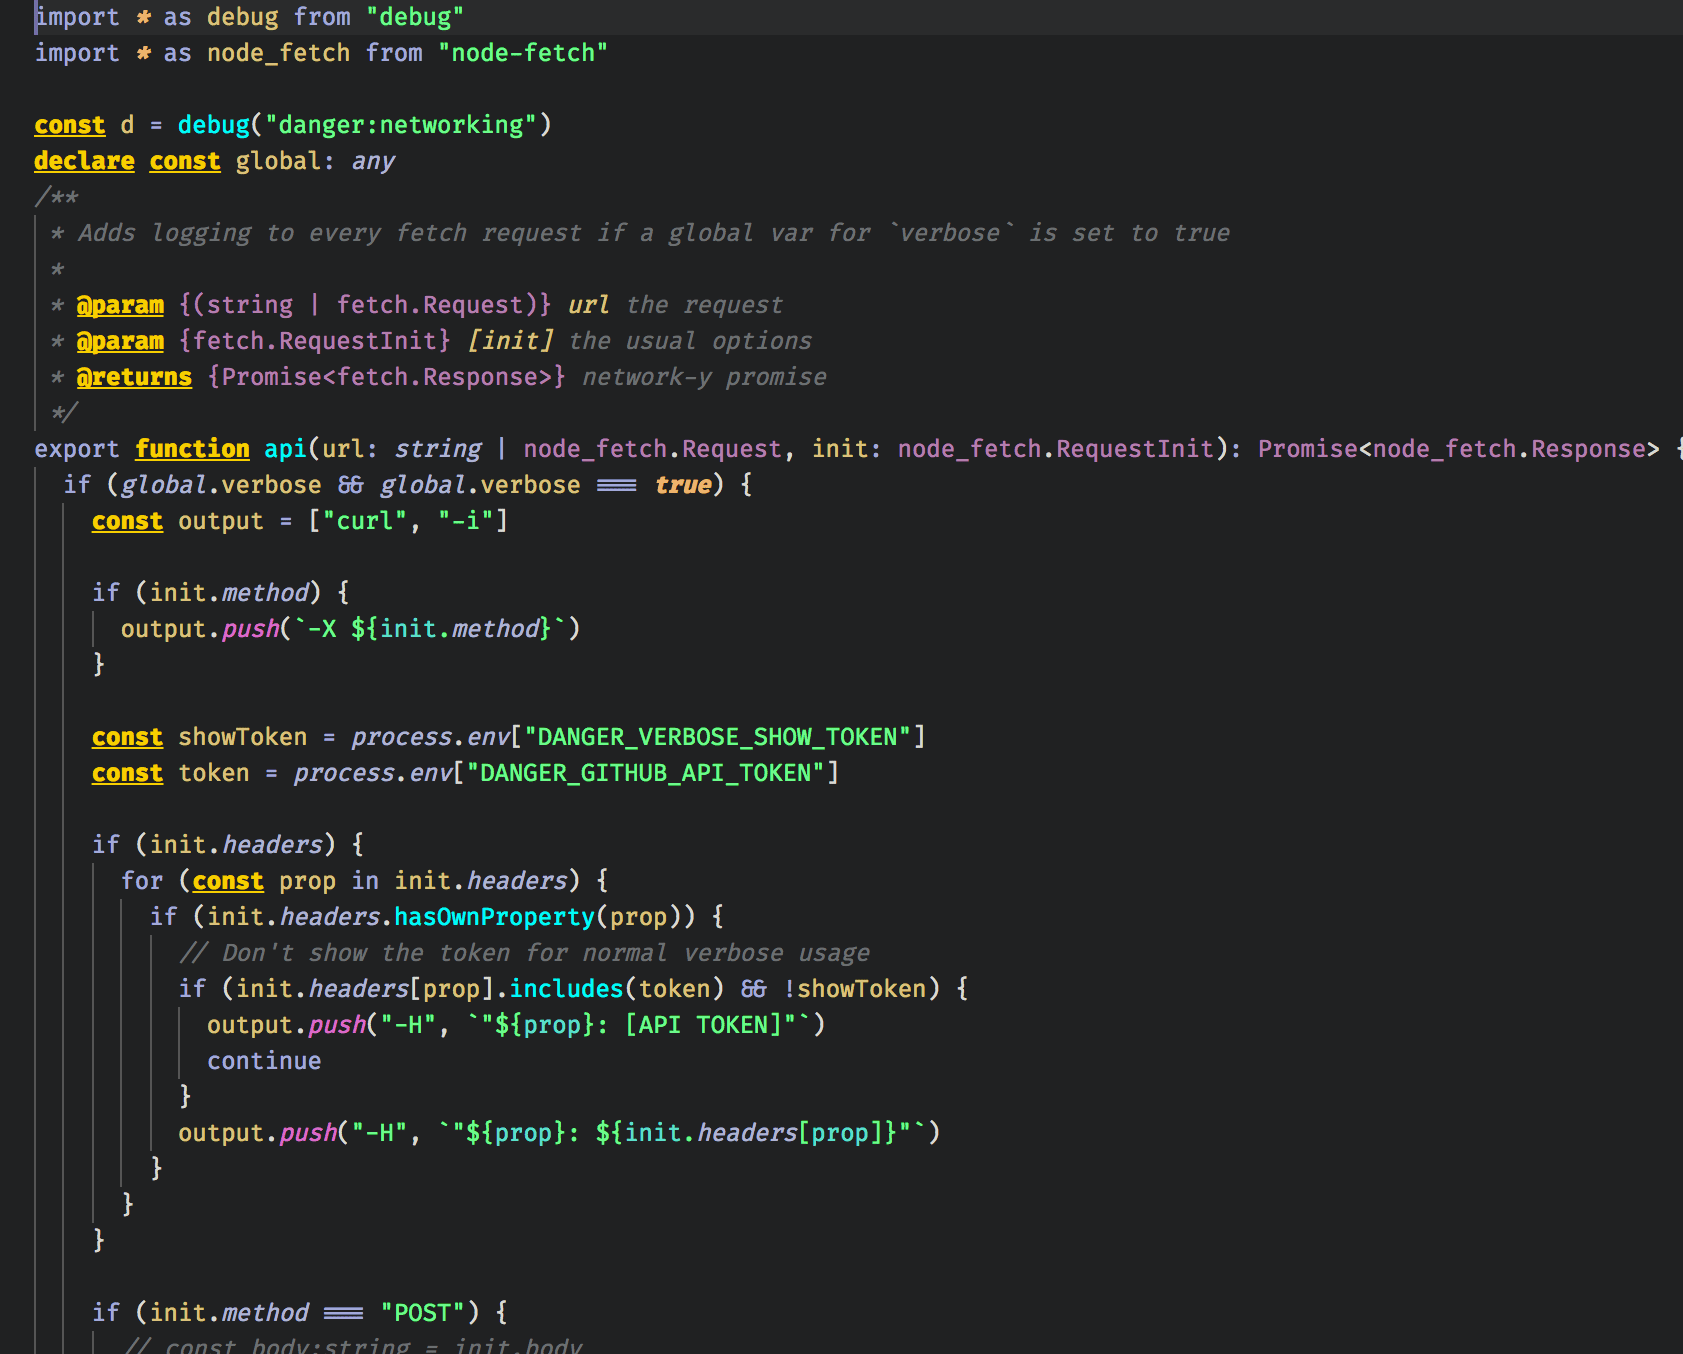 import * as debug from "debug"
import * as node_fetch from "node-fetch"
const d = debug("danger:networking")
declare const global: any
/**
* Adds logging to every fetch request if a global var for `verbose` is set to true
*
* @param {(string | fetch.Request)} url the request
* @param {fetch.RequestInit} [init] the usual options
* @returns {Promise<fetch.Response>} network-y promise
*/
export function api(url: string | node_fetch.Request, init: node_fetch.RequestInit): Promise<node_fetch.Response> {
if (global.verbose && global.verbose === true) {
const output = ["curl", "-i"]
if (init.method) {
output.push(`-X ${init.method}`)
}
const showToken = process.env["DANGER_VERBOSE_SHOW_TOKEN"]
const token = process.env["DANGER_GITHUB_API_TOKEN"]
if (init.headers) {
for (const prop in init.headers) {
if (init.headers.hasOwnProperty(prop)) {
// Don't show the token for normal verbose usage
if (init.headers[prop].includes(token) && !showToken) {
output.push("-H", `"${prop}: [API TOKEN]"`)
continue
}
output.push("-H", `"${prop}: ${init.headers[prop]}"`)
}
}
}
if (init.method === "POST") {
// const body:string = init.body